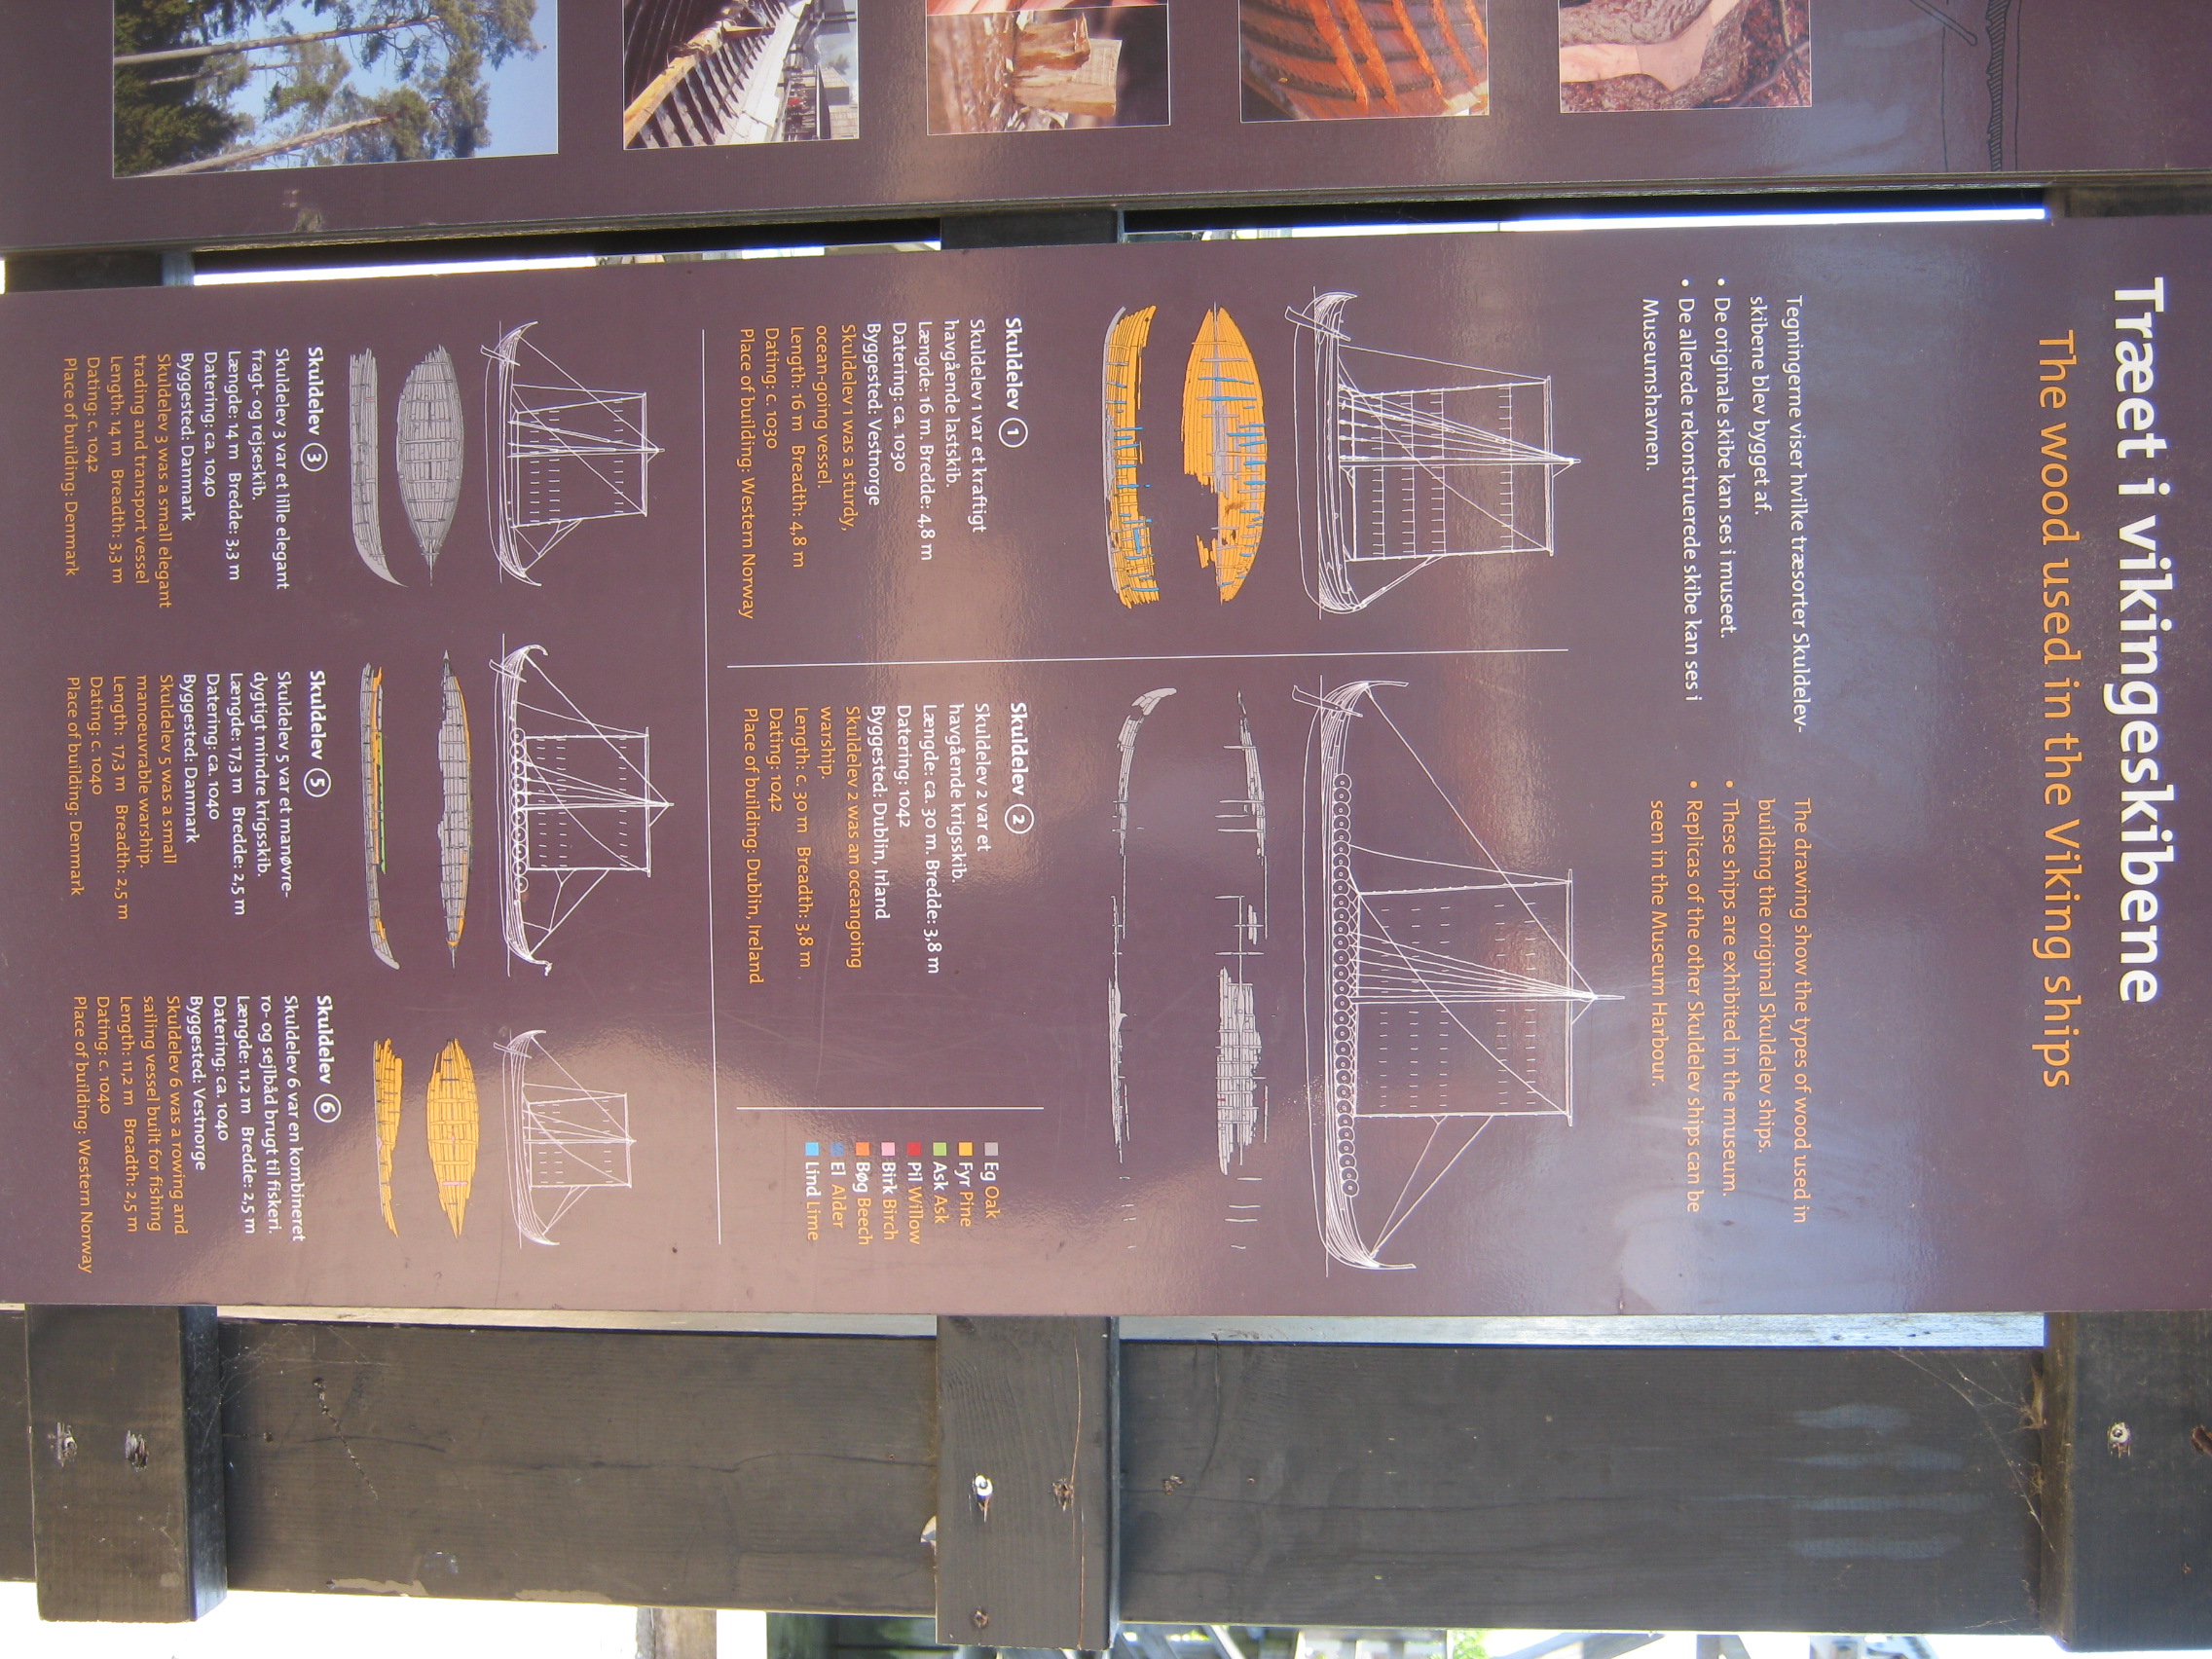 Træet i vikingeskibene
The wood used in the Viking ships
Tegningerne viser hvilke træsorter Skuldelev-
skibene blev bygget af.
• De originale skibe kan ses i museet.
• De allerede rekonstruerede skibe kan ses i
Museumshavnen.
The drawing show the types of wood used in
building the original Skuldelev ships.
• These ships are exhibited in the museum.
• Replicas of the other Skuldelev ships can be
seen in the Museum Harbour.
Skuldelev 1
Skuldelev 1 var et kraftigt
havgående lastskib.
Længde: 16 m. Bredde: 4,8 m
Datering: ca. 1030
Byggested: Vestnorge
Skuldelev 1 was a sturdy,
ocean-going vessel.
Length: 16 m Breadth: 4,8 m
Dating: c. 1030
Place of building: Western Norway
Skuldelev 2
Skuldelev 2 var et
havgående krigsskib.
Længde: ca. 30 m. Bredde: 3,8 m
Datering: 1042
Byggested: Dublin, Irland
Skuldelev 2 was an oceangoing
warship.
Length: c. 30 m Breadth: 3,8 m
Dating: 1042
Place of building: Dublin, Ireland
Eg Oak
Fyr Pine
Ask Ask
Pil Willow
Birk Birch
Bøg Beech
El Alder
Lind Lime
Skuldelev 3
Skuldelev 3 var et lille elegant
fragt- og rejseskib.
Længde: 14 m Bredde: 3,3 m
Datering: ca. 1040
Byggested: Danmark
Skuldelev 3 was a small elegant
trading and transport vessel
Length: 14 m Breadth: 3,3 m
Dating: c. 1042
Place of building: Denmark
Skuldelev 5
Skuldelev 5 var et manøvre-
dygtigt mindre krigsskib.
Længde: 17,3 m Bredde: 2,5 m
Datering: ca. 1040
Byggested: Danmark
Skuldelev 5 was a small
manoeuvrable warship.
Length: 17,3 m Breadth: 2,5 m
Dating: c. 1040
Place of building: Denmark
Skuldelev 6
Skuldelev 6 var en kombineret
ro- og sejlbåd brugt til fiskeri.
Længde: 11,2 m Bredde: 2,5 m
Datering: ca. 1040
Byggested: Vestnorge
Skuldelev 6 was a rowing and
sailing vessel built for fishing
Length: 11,2 m Breadth: 2,5 m
Dating: c. 1040
Place of building: Western Norway